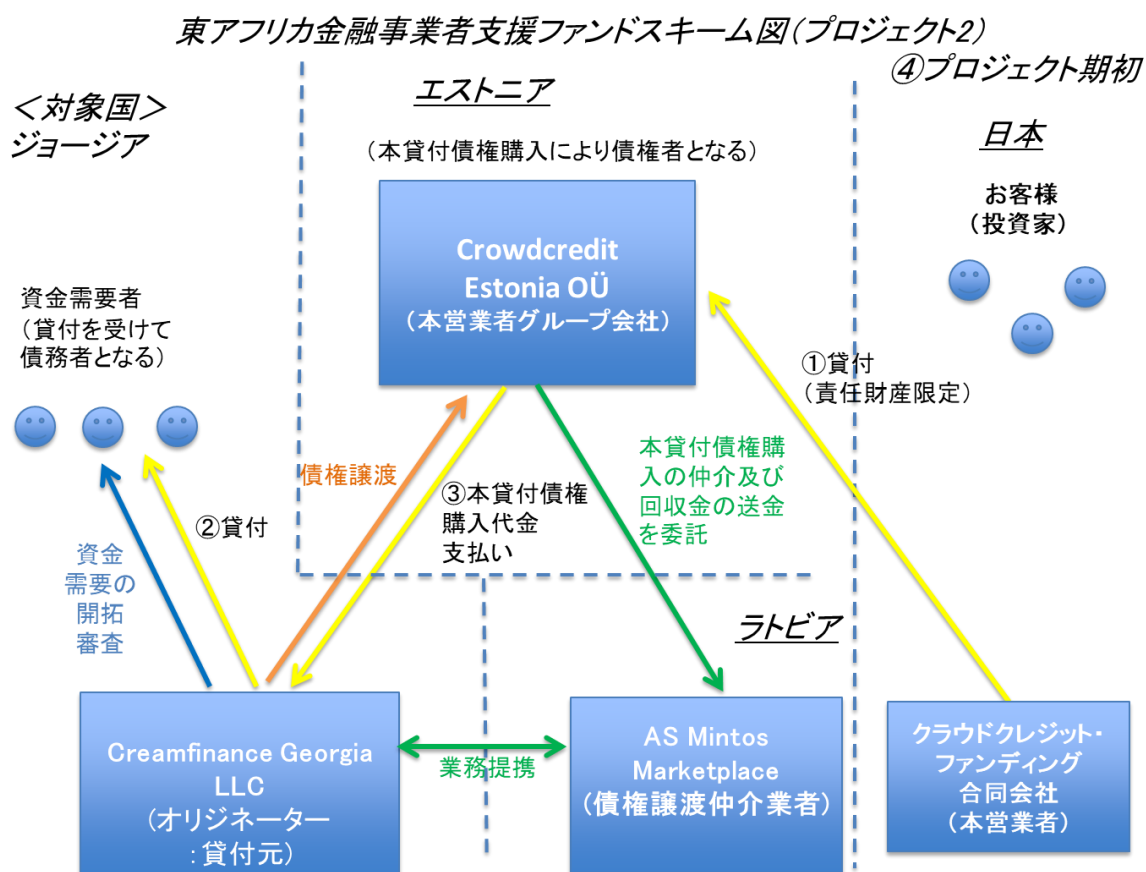 東アフリカ金融事業者支援ファンドスキーム図(プロジェクト2)
④プロジェクト期初
＜対象国＞
ジョージア
エストニア
日本
(本貸付債権購入により債権者となる)
お客様
(投資家)
Crowdcredit
Estonia OÜ
(本営業者グループ会社)
資金需要者
(貸付を受けて
債務者となる)
①貸付
(責任財産限定)
債権譲渡
③本貸付債権
購入代金
支払い
本貸付債権購
入の仲介及び
回収金の送金
を委託
②貸付
資金
需要の
開拓
審査
ラトビア
Creamfinance Georgia
LLC
(オリジネーター
：貸付元)
業務提携
AS Mintos
Marketplace
(債権譲渡仲介業者)
クラウドクレジット・
ファンディング
合同会社
(本営業者)